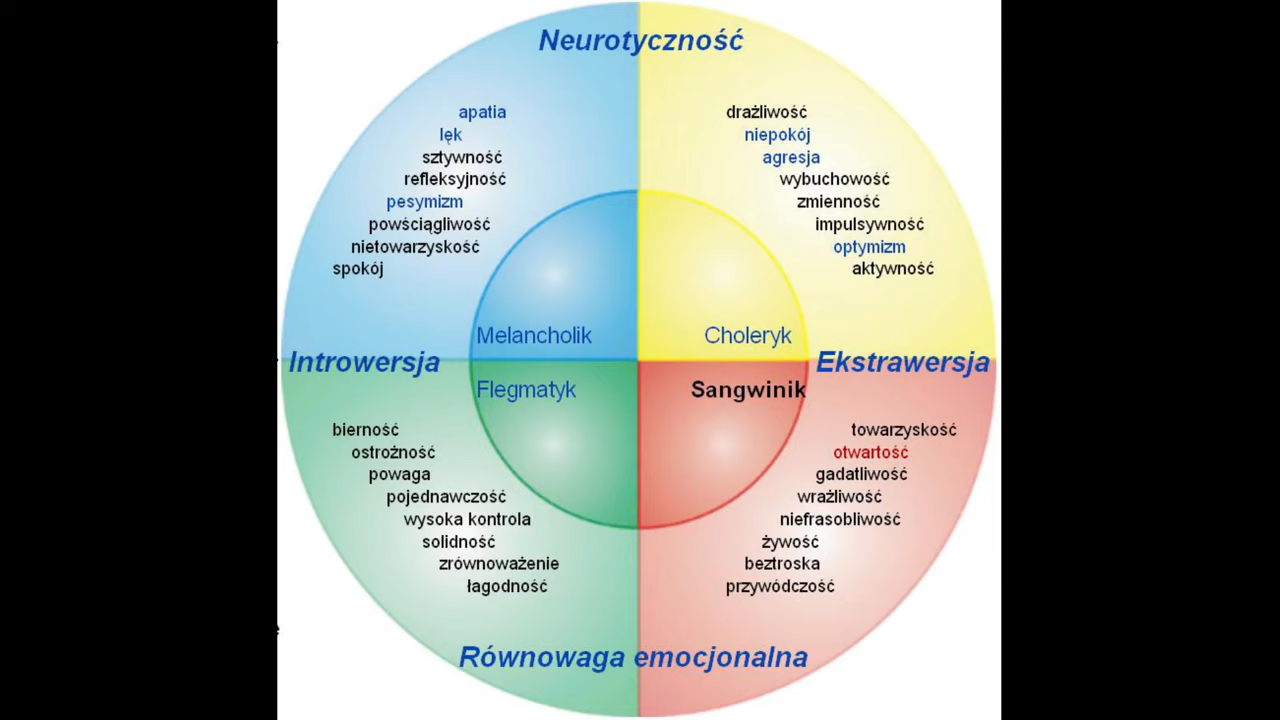 Neurotyczność
apatia
lęk
sztywność
refleksyjność
pesymizm
powściągliwość
nietowarzyskość
spokój
drażliwość
niepokój
agresja
wybuchowość
zmienność
impulsywność
optymizm
aktywność
Melancholik
Choleryk
Introwersja
Ekstrawersja
Flegmatyk
Sangwinik
bierność
ostrożność
powaga
pojednawczość
wysoka kontrola
solidność
zrównoważenie
łagodność
towarzyskość
otwartość
gadatliwość
wrażliwość
niefrasobliwość
żywość
beztroska
przywódczość
Równowaga emocjonalna